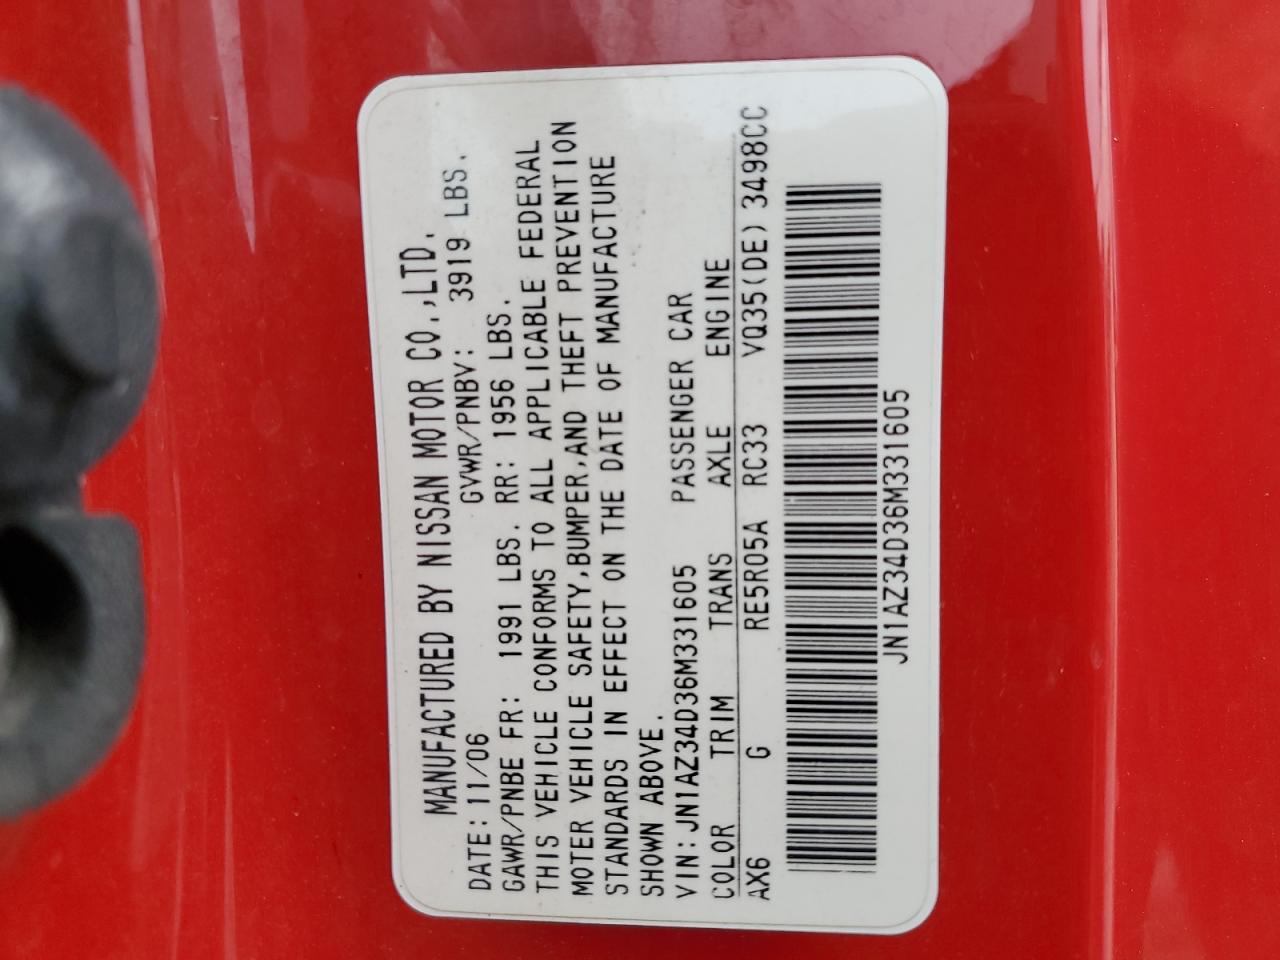 MANUFACTURED BY NISSAN MOTOR CO.,LTD.
DATE:11/06 GVWR/PNBV: 3919 LBS.
GAWR/PNBE FR: 1991 LBS. RR: 1956 LBS.
THIS VEHICLE CONFORMS TO ALL APPLICABLE FEDERAL
MOTER VEHICLE SAFETY,BUMPER,AND THEFT PREVENTION
STANDARDS IN EFFECT ON THE DATE OF MANUFACTURE
SHOWN ABOVE.
VIN:JN1AZ34D36M331605 PASSENGER CAR
COLOR TRIM TRANS AXLE ENGINE
AX6 G RE5R05A RC33 VQ35(DE) 3498CC
JN1AZ34D36M331605